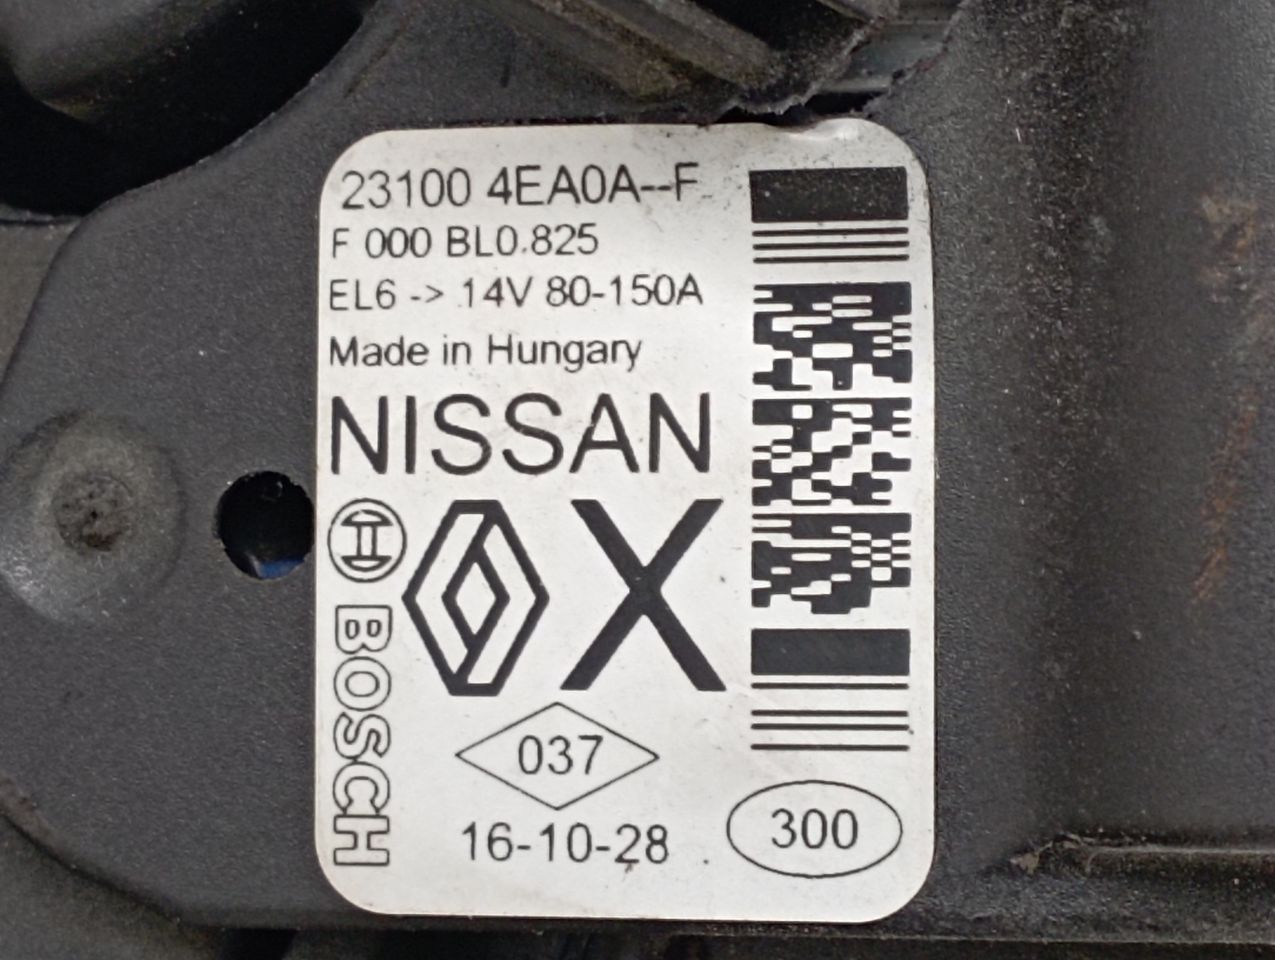 23100 4EA0A--F
F 000 BL0.825
EL6 -> 14V 80-150A
Made in Hungary
NISSAN
BOSCH
X
037
16-10-28
300